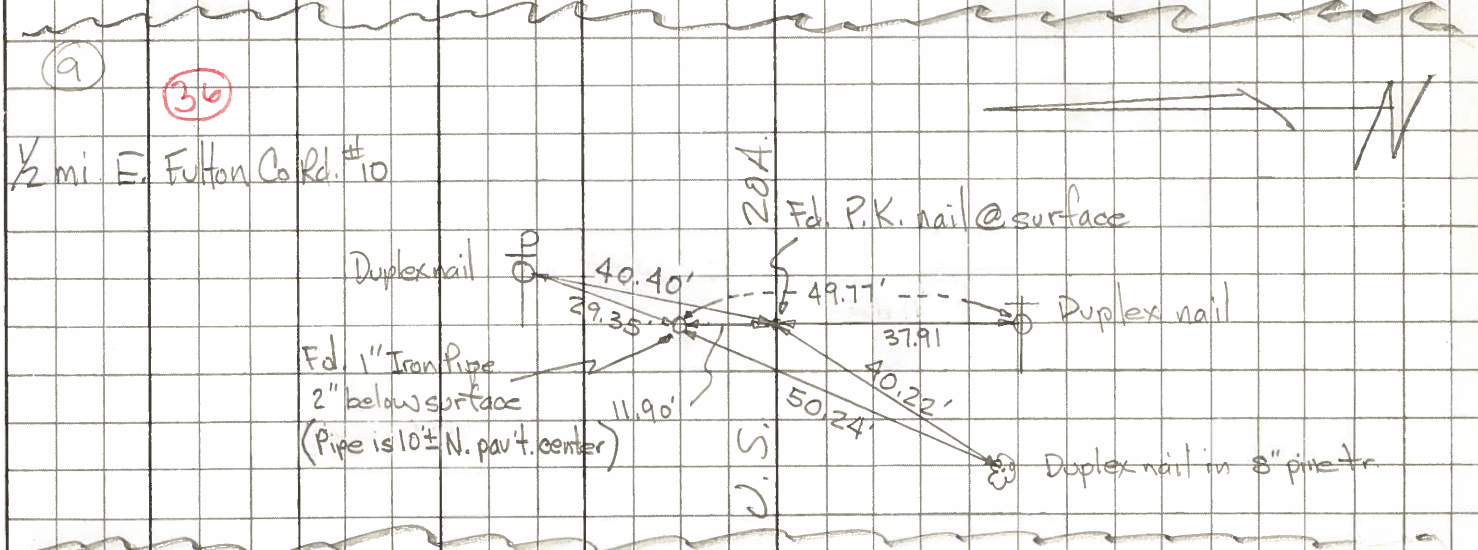 9
36
N
1/2 mi. E. Fulton Co Rd. #10
U.S. 20A.
Fd. P.K. nail @ surface
Duplex nail
40.40'
49.77'
29.35'
Duplex nail
37.91
Fd. 1" Iron Pipe
2" below surface
(Pipe is 10'± N. pav't. center)
11.90'
40.22'
50.24'
Duplex nail in 8" pine tr.